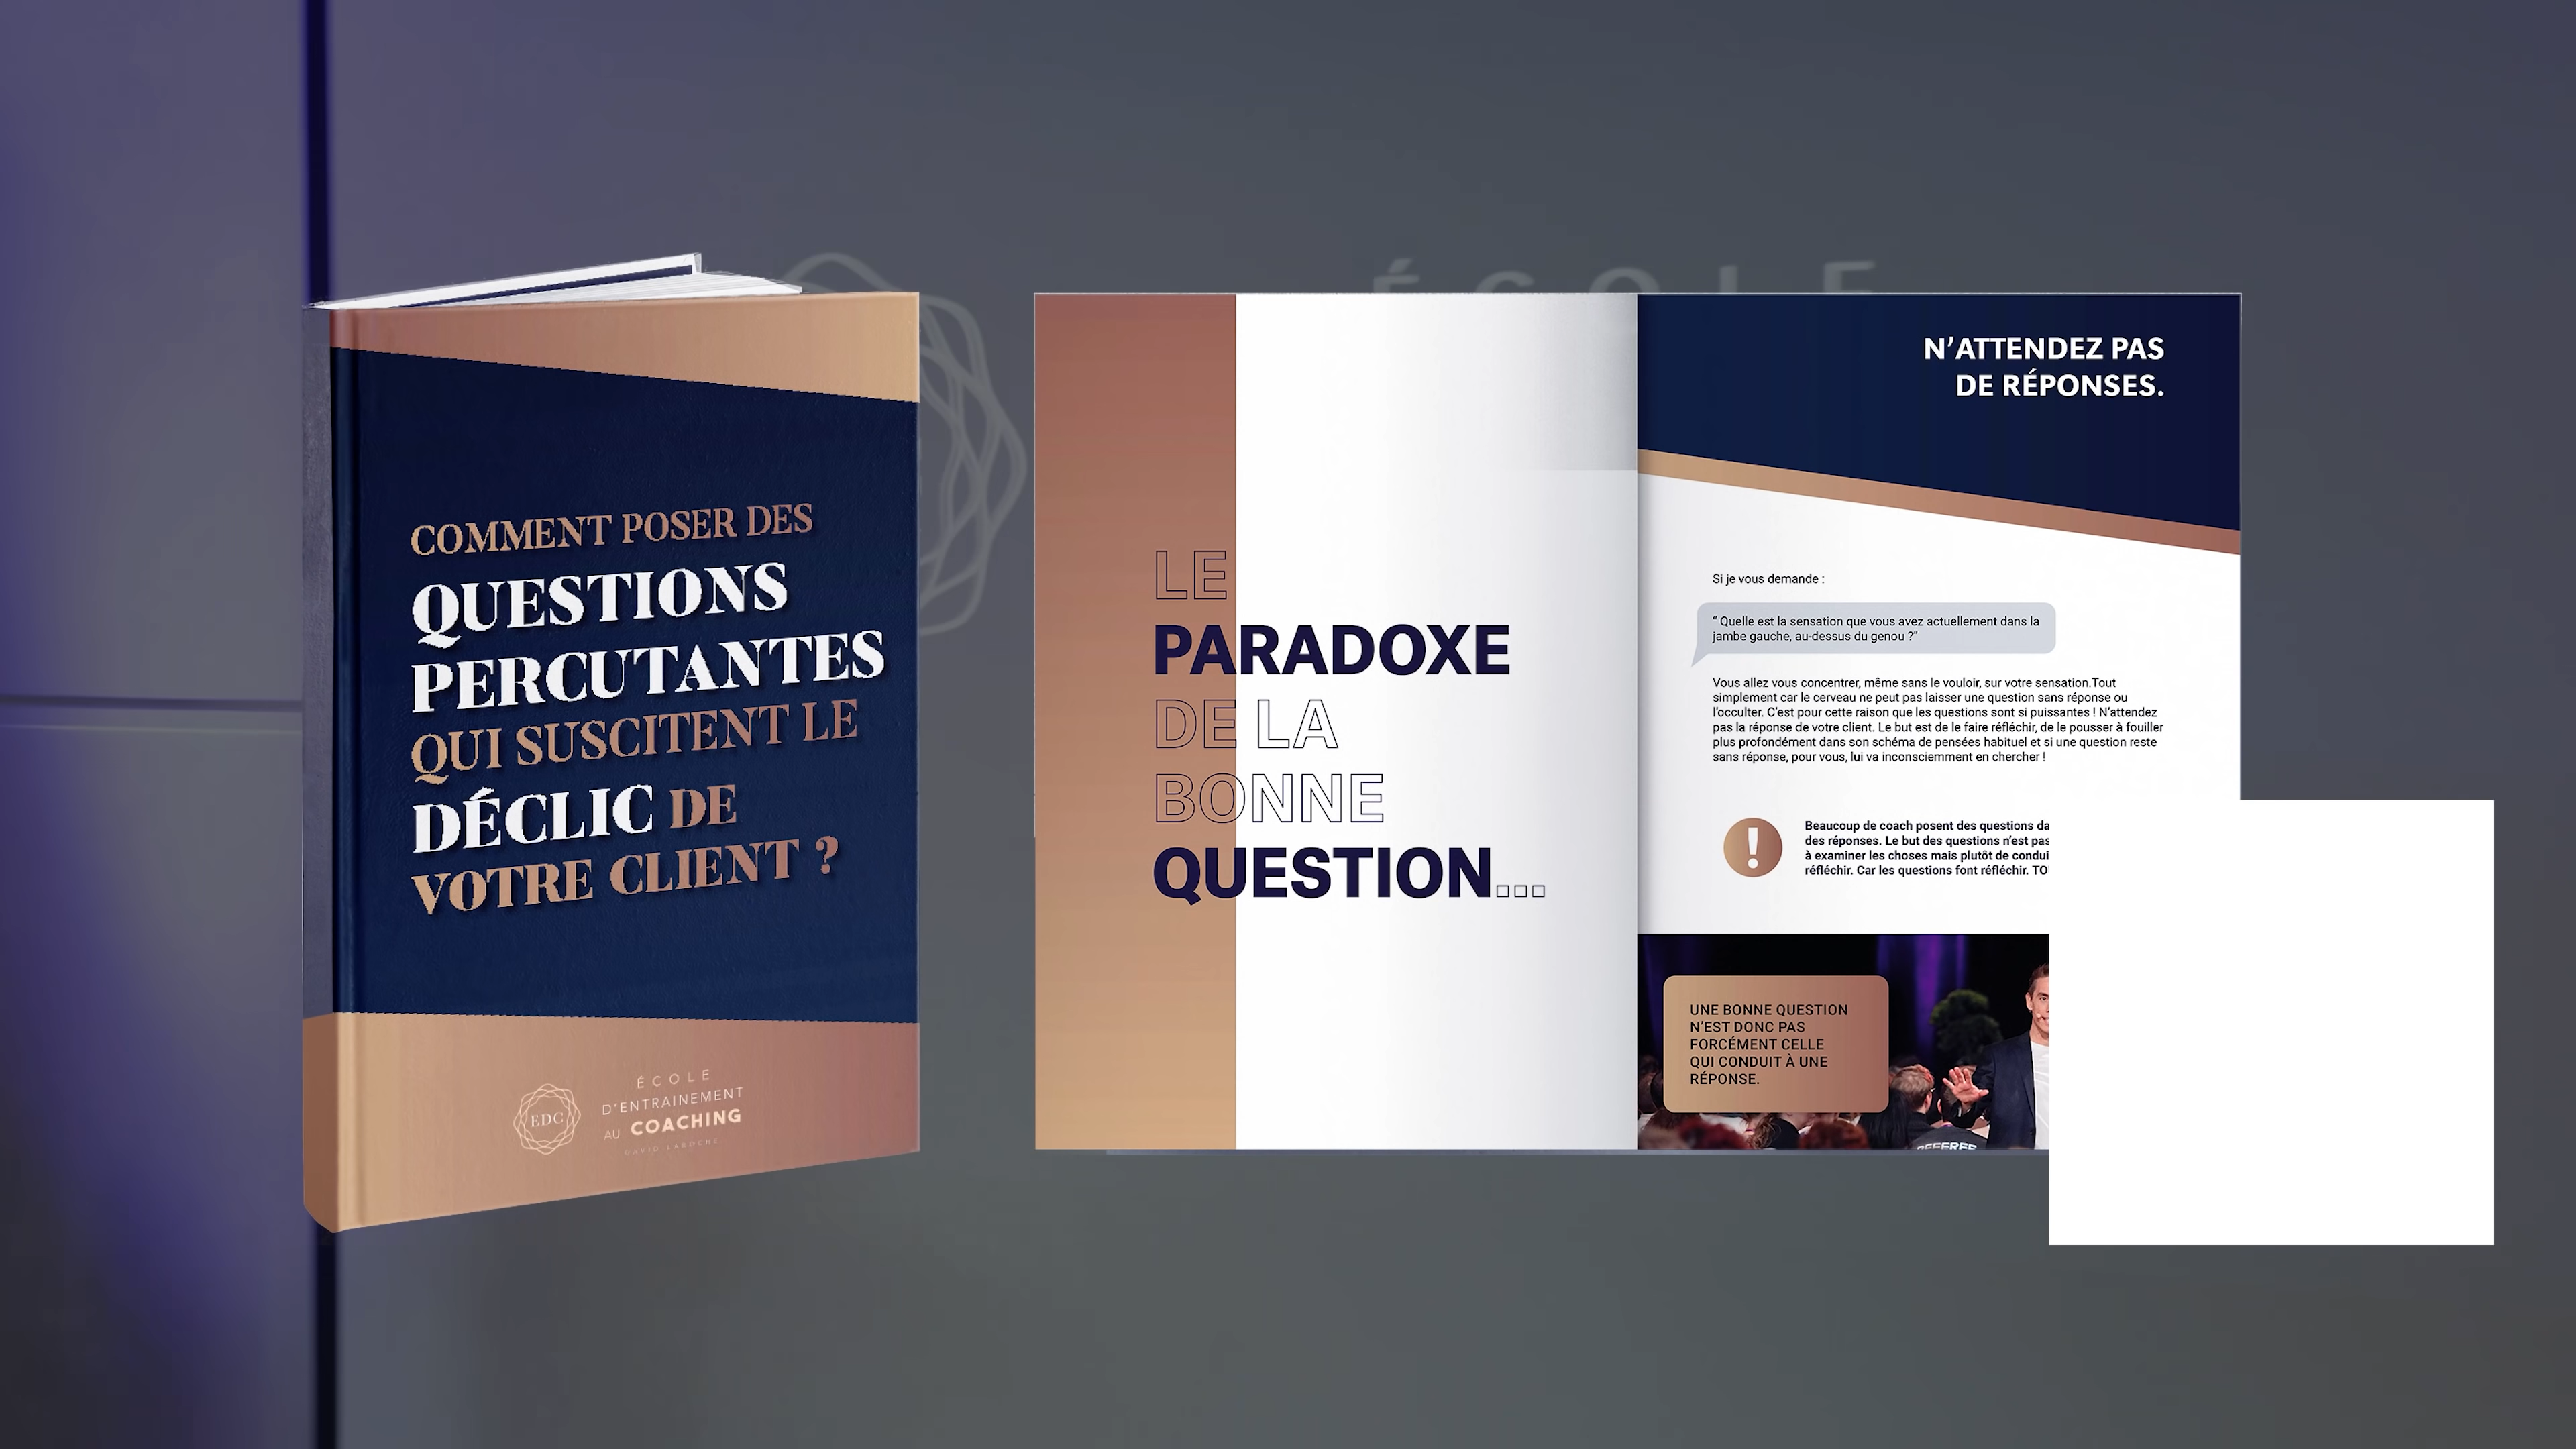 ÉCOLE
COMMENT POSER DES
QUESTIONS
PERCUTANTES
QUI SUSCITENT LE
DÉCLIC DE
VOTRE CLIENT ?
EDC
ÉCOLE
D'ENTRAINEMENT
AU COACHING
DAVID LAROCHE
LE
PARADOXE
DE LA
BONNE
QUESTION...
N'ATTENDEZ PAS
DE RÉPONSES.
Si je vous demande :
“ Quelle est la sensation que vous avez actuellement dans la
jambe gauche, au-dessus du genou ?”
Vous allez vous concentrer, même sans le vouloir, sur votre sensation.Tout
simplement car le cerveau ne peut pas laisser une question sans réponse ou
l'occulter. C'est pour cette raison que les questions sont si puissantes ! N'attendez
pas la réponse de votre client. Le but est de le faire réfléchir, de le pousser à fouiller
plus profondément dans son schéma de pensées habituel et si une question reste
sans réponse, pour vous, lui va inconsciemment en chercher !
!
Beaucoup de coach posent des questions
des réponses. Le but des questions n'est pas
à examiner les choses mais plutôt de
réfléchir. Car les questions font réfléchir.
UNE BONNE QUESTION
N'EST DONC PAS
FORCÉMENT CELLE
QUI CONDUIT À UNE
RÉPONSE.